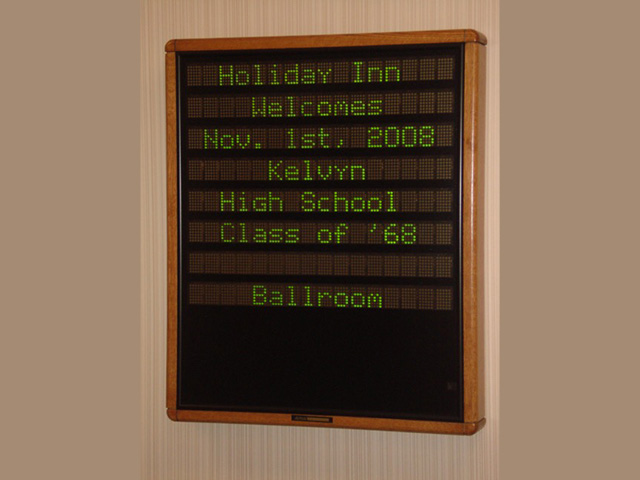 Holiday Inn
Welcomes
Nov. 1st, 2008
Kelvyn
High School
Class of '68
Ballroom